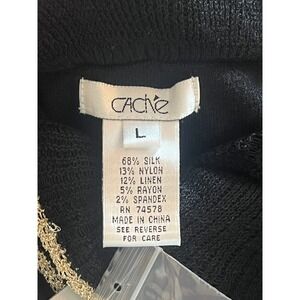 CACHÉ
L
68% SILK
13% NYLON
12% LINEN
5% RAYON
2% SPANDEX
RN 74578
MADE IN CHINA
SEE REVERSE
FOR CARE